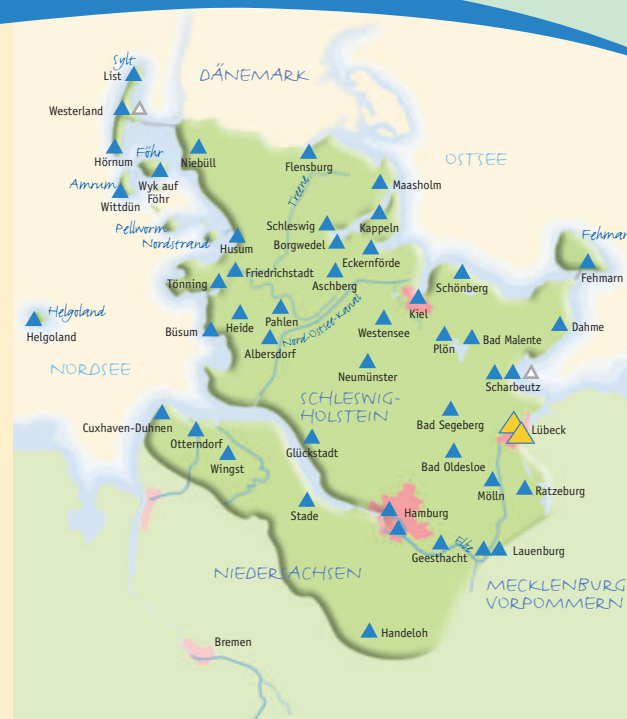 Sylt
List
DÄNEMARK
Westerland
OSTSEE
Hörnum
Föhr
Niebüll
Flensburg
Amrum
Wyk auf
Föhr
Treene
Maasholm
Wittdün
Pellworm
Schleswig
Kappeln
Nordstrand
Husum
Borgwedel
Eckernförde
Fehmar
Fehmarn
Tönning
Friedrichstadt
Aschberg
Schönberg
Helgoland
Helgoland
Büsum
Heide
Pahlen
Nord-Ostsee-Kanal
Kiel
Westensee
Dahme
Albersdorf
Plön
Bad Malente
NORDSEE
Neumünster
Scharbeutz
SCHLESWIG-
HOLSTEIN
Cuxhaven-Duhnen
Otterndorf
Bad Segeberg
Lübeck
Wingst
Glückstadt
Bad Oldesloe
Mölln
Ratzeburg
Stade
Hamburg
Elbe
Geesthacht
Lauenburg
NIEDERSACHSEN
MECKLENBURG
VORPOMMERN
Handeloh
Bremen